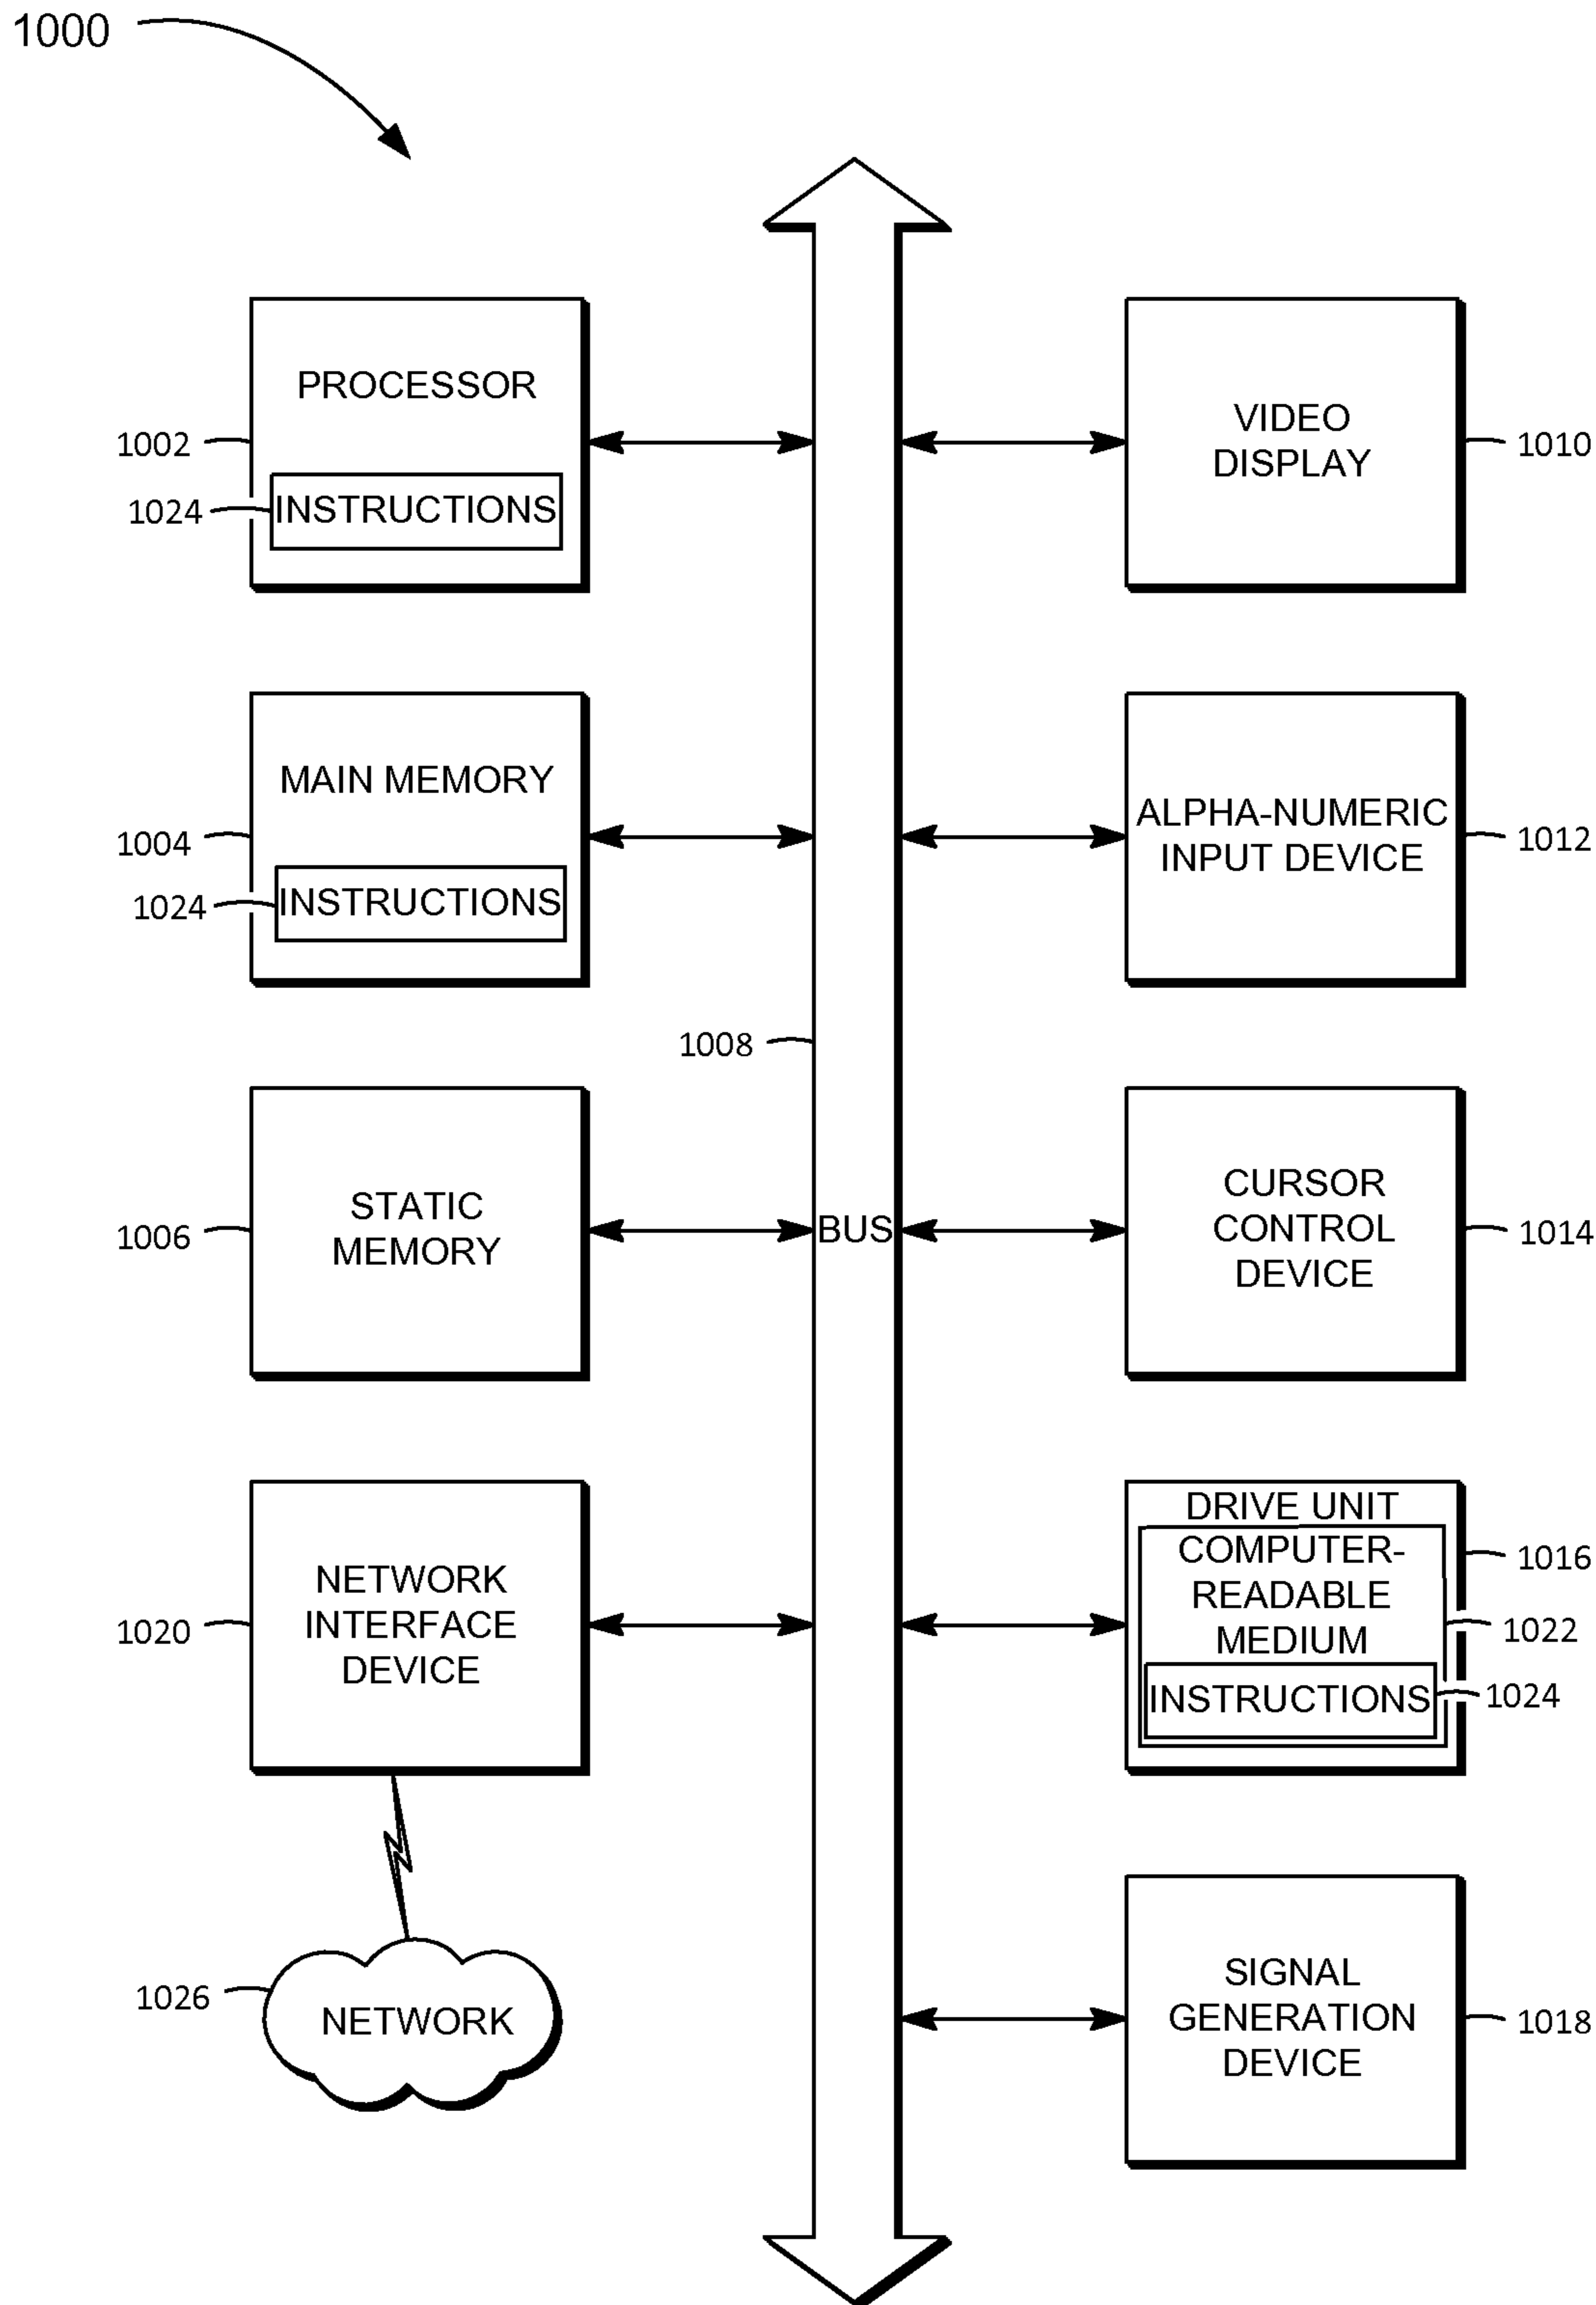 1000
PROCESSOR
1002
INSTRUCTIONS
1024
VIDEO
DISPLAY
1010
MAIN MEMORY
1004
INSTRUCTIONS
1024
ALPHA-NUMERIC
INPUT DEVICE
1012
1008
BUS
STATIC
MEMORY
1006
CURSOR
CONTROL
DEVICE
1014
NETWORK
INTERFACE
DEVICE
1020
DRIVE UNIT
1016
COMPUTER-
READABLE
MEDIUM
1022
INSTRUCTIONS
1024
NETWORK
1026
SIGNAL
GENERATION
DEVICE
1018